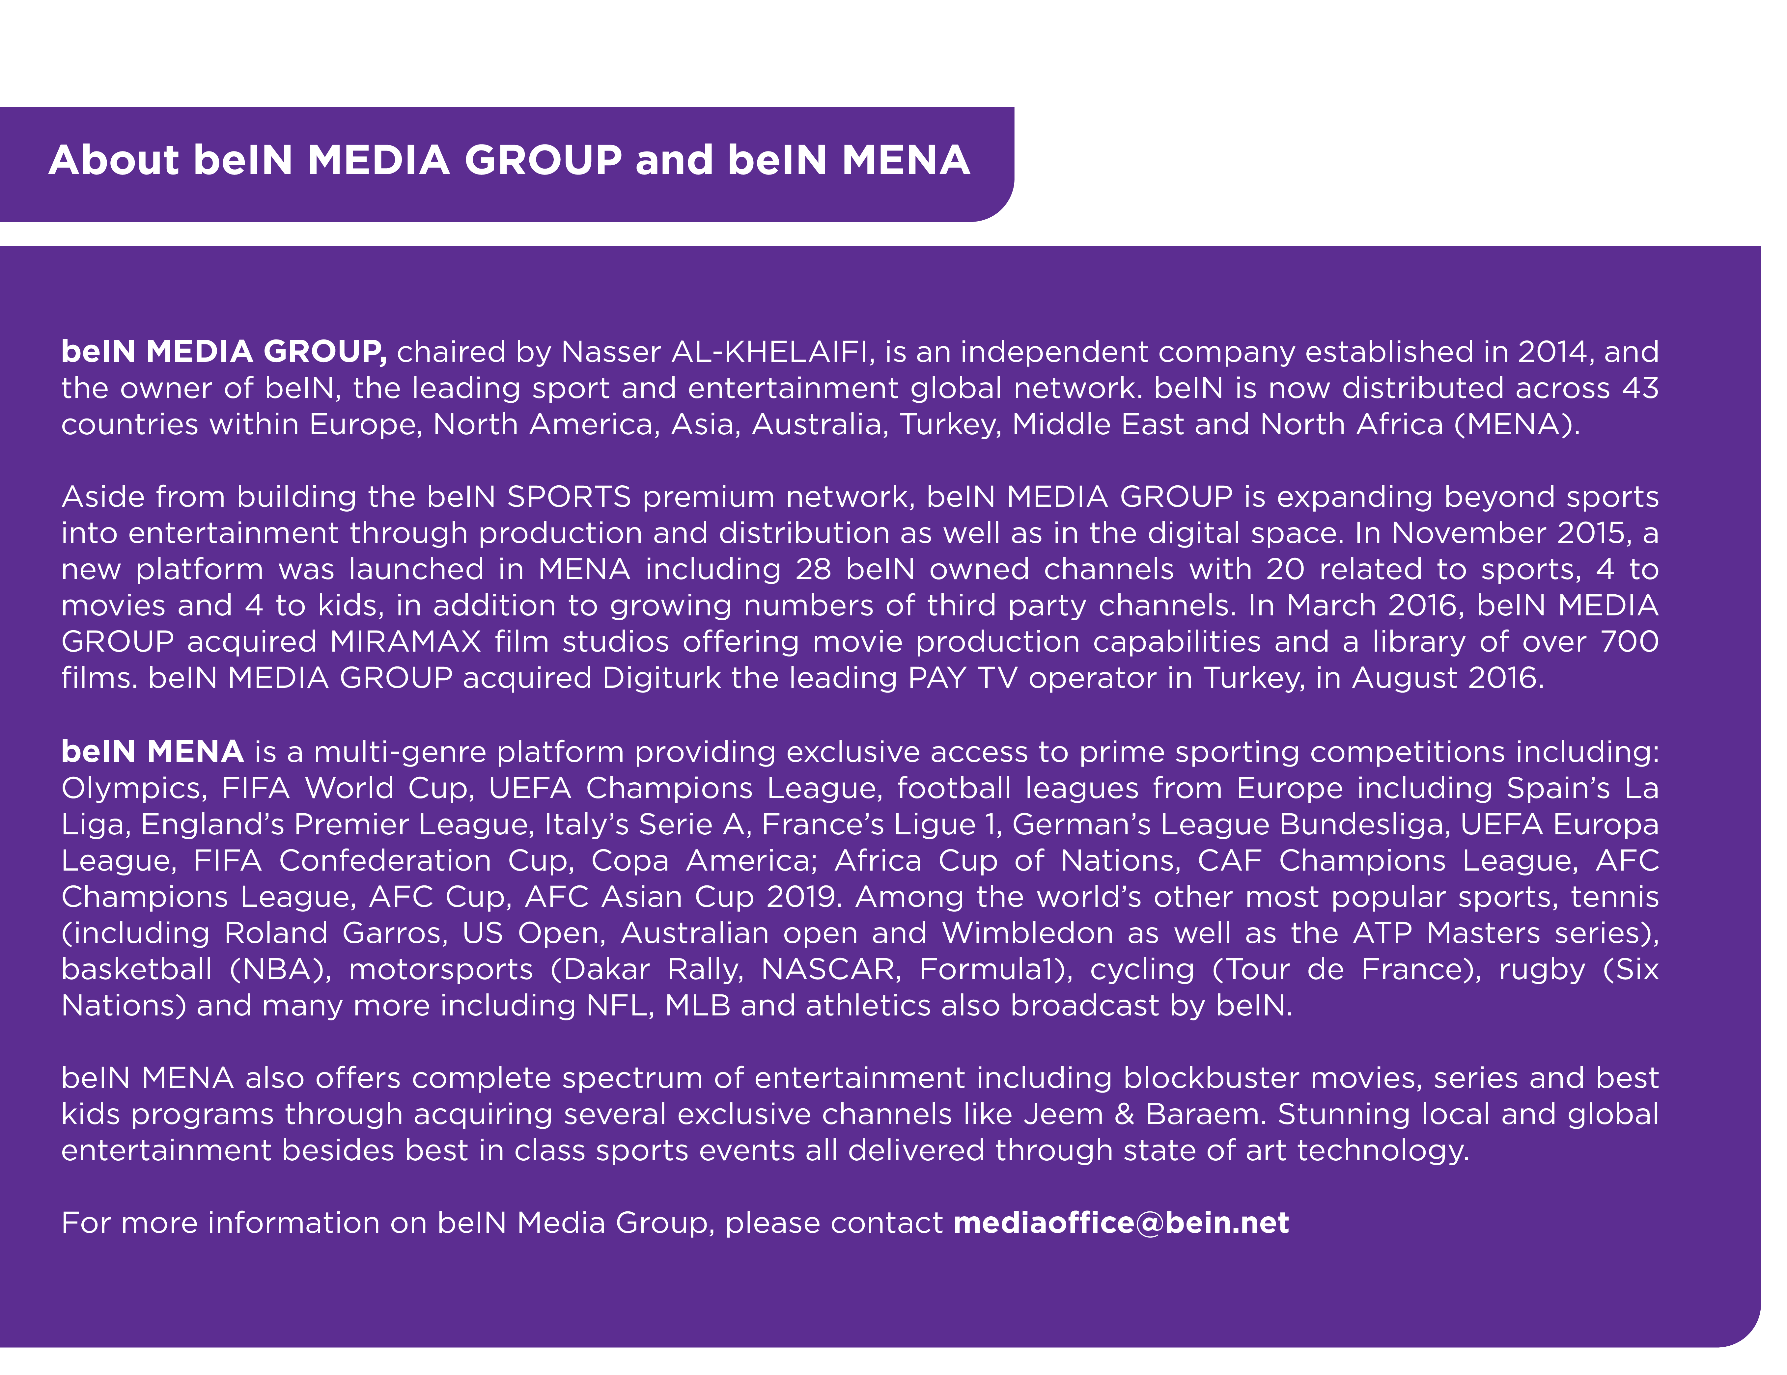 About beIN MEDIA GROUP and beIN MENA
beIN MEDIA GROUP, chaired by Nasser AL-KHELAIFI, is an independent company established in 2014, and
the owner of beIN, the leading sport and entertainment global network. beIN is now distributed across 43
countries within Europe, North America, Asia, Australia, Turkey, Middle East and North Africa (MENA).
Aside from building the beIN SPORTS premium network, beIN MEDIA GROUP is expanding beyond sports
into entertainment through production and distribution as well as in the digital space. In November 2015, a
new platform was launched in MENA including 28 beIN owned channels with 20 related to sports, 4 to
movies and 4 to kids, in addition to growing numbers of third party channels. In March 2016, beIN MEDIA
GROUP acquired MIRAMAX film studios offering movie production capabilities and a library of over 700
films. beIN MEDIA GROUP acquired Digiturk the leading PAY TV operator in Turkey, in August 2016.
beIN MENA is a multi-genre platform providing exclusive access to prime sporting competitions including:
Olympics, FIFA World Cup, UEFA Champions League, football leagues from Europe including Spain's La
Liga, England's Premier League, Italy's Serie A, France's Ligue 1, German's League Bundesliga, UEFA Europa
League, FIFA Confederation Cup, Copa America; Africa Cup of Nations, CAF Champions League, AFC
Champions League, AFC Cup, AFC Asian Cup 2019. Among the world's other most popular sports, tennis
(including Roland Garros, US Open, Australian open and Wimbledon as well as the ATP Masters series),
basketball (NBA), motorsports (Dakar Rally, NASCAR, Formula1), cycling (Tour de France), rugby (Six
Nations) and many more including NFL, MLB and athletics also broadcast by beIN.
beIN MENA also offers complete spectrum of entertainment including blockbuster movies, series and best
kids programs through acquiring several exclusive channels like Jeem & Baraem. Stunning local and global
entertainment besides best in class sports events all delivered through state of art technology.
For more information on beIN Media Group, please contact mediaoffice@bein.net